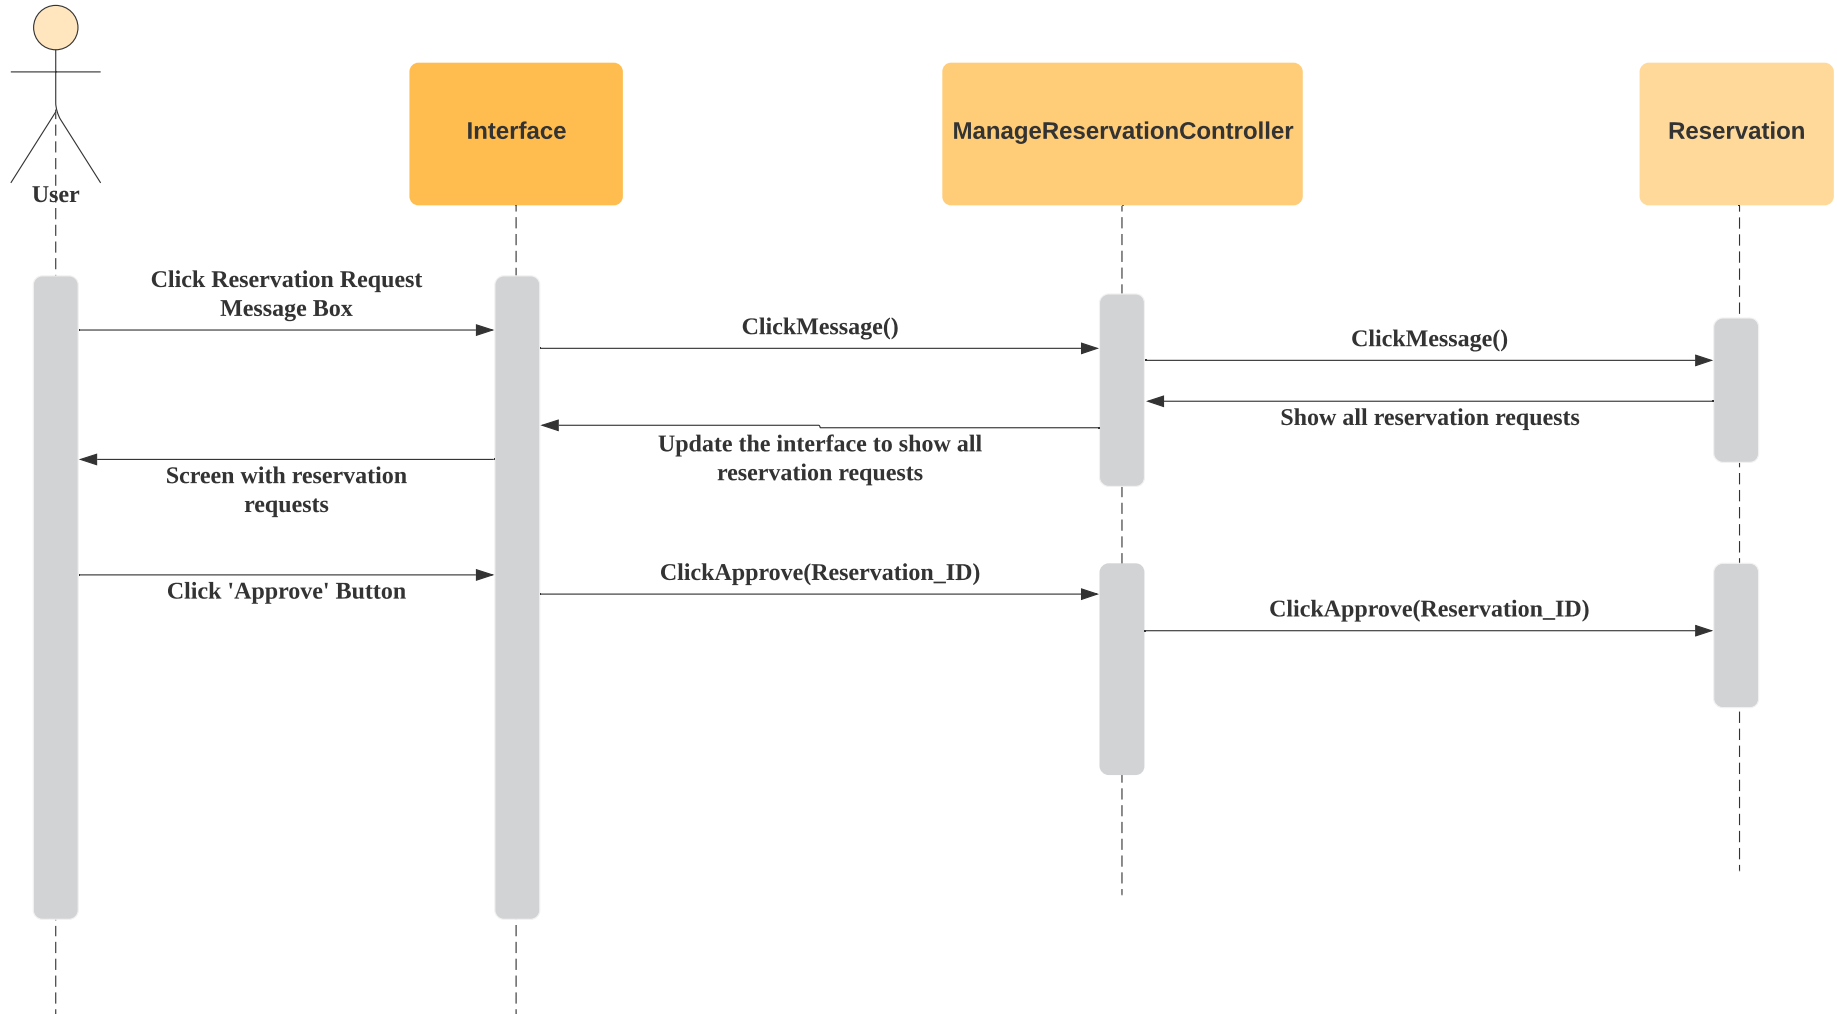 User
Interface
ManageReservationController
Reservation
Click Reservation Request
Message Box
ClickMessage()
ClickMessage()
Show all reservation requests
Update the interface to show all
reservation requests
Screen with reservation
requests
Click 'Approve' Button
ClickApprove(Reservation_ID)
ClickApprove(Reservation_ID)